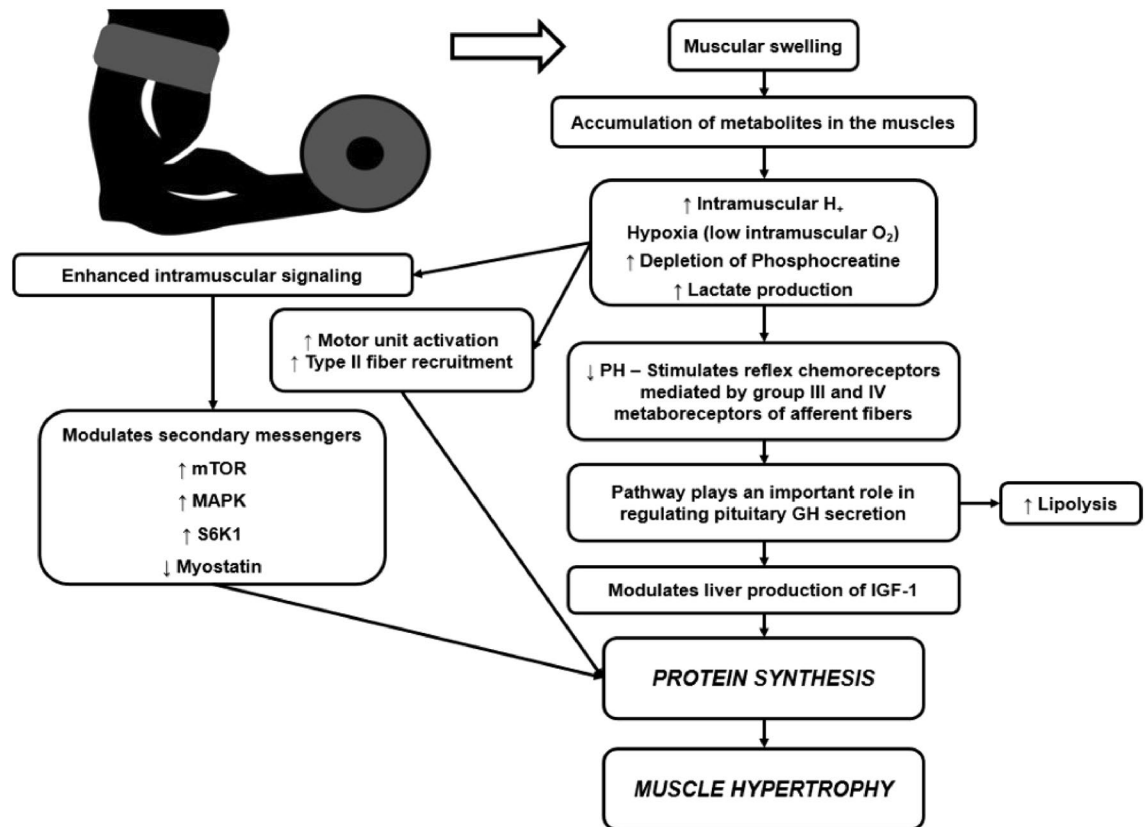 Muscular swelling
Accumulation of metabolites in the muscles
↑ Intramuscular H₊
Hypoxia (low intramuscular O₂)
↑ Depletion of Phosphocreatine
↑ Lactate production
Enhanced intramuscular signaling
↑ Motor unit activation
↑ Type II fiber recruitment
↓ PH – Stimulates reflex chemoreceptors
mediated by group III and IV
metaboreceptors of afferent fibers
Modulates secondary messengers
↑ mTOR
↑ MAPK
↑ S6K1
↓ Myostatin
Pathway plays an important role in
regulating pituitary GH secretion
↑ Lipolysis
Modulates liver production of IGF-1
PROTEIN SYNTHESIS
MUSCLE HYPERTROPHY